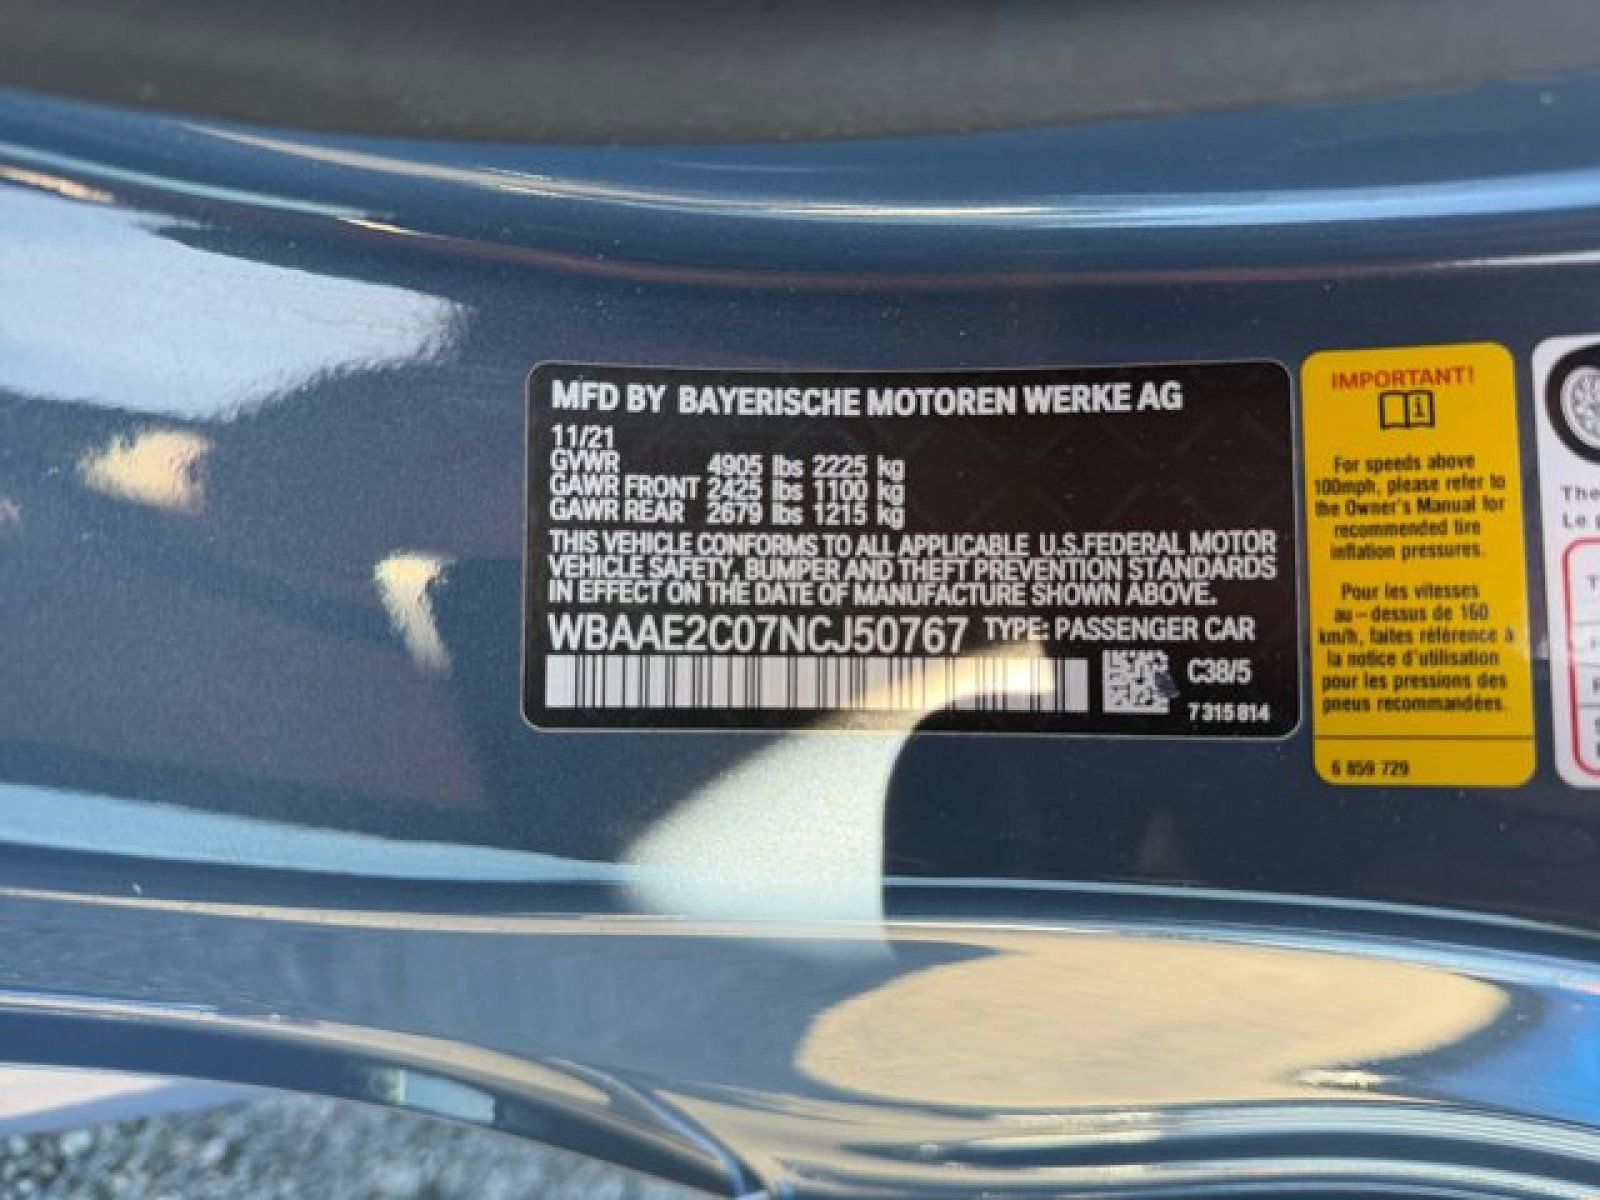 MFD BY BAYERISCHE MOTOREN WERKE AG
11/21
GVWR 4905 lbs 2225 kg
GAWR FRONT 2425 lbs 1100 kg
GAWR REAR 2679 lbs 1215 kg
THIS VEHICLE CONFORMS TO ALL APPLICABLE U.S.FEDERAL MOTOR
VEHICLE SAFETY, BUMPER AND THEFT PREVENTION STANDARDS
IN EFFECT ON THE DATE OF MANUFACTURE SHOWN ABOVE.
WBAAE2C07NCJ50767 TYPE: PASSENGER CAR
C38/5
7 315 814
IMPORTANT!
For speeds above
100mph, please refer to
the Owner's Manual for
recommended tire
inflation pressures.
Pour les vitesses
au-dessus de 160
km/h, faites référence à
la notice d'utilisation
pour les pressions des
pneus recommandées.
6 859 729
The
Le